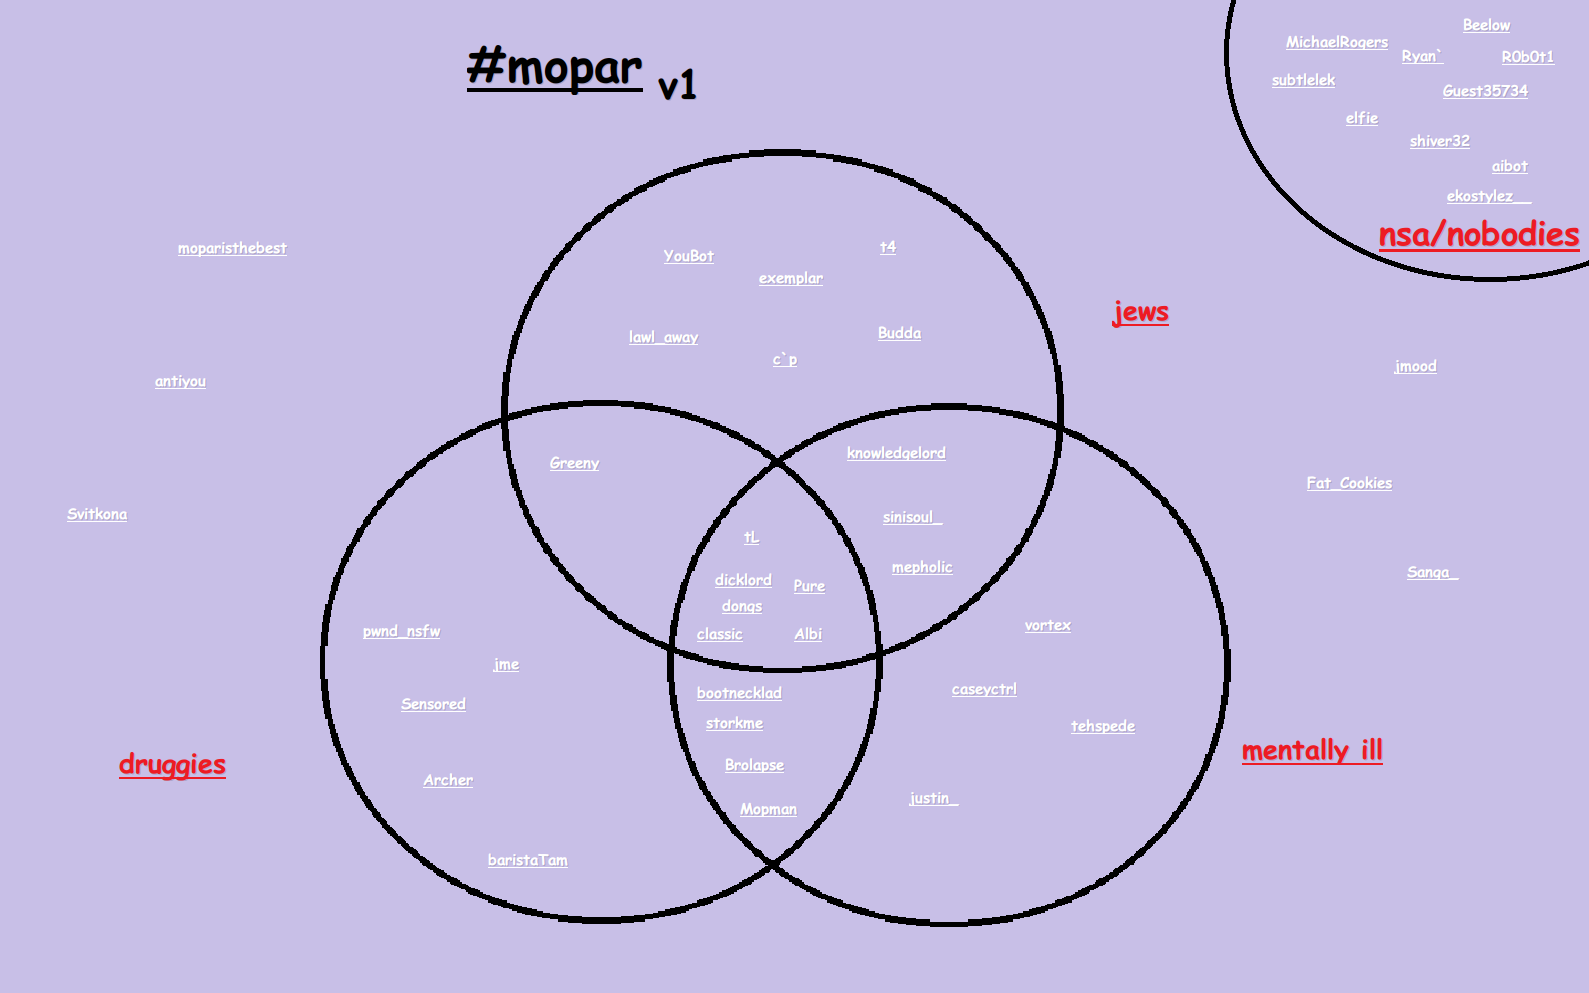 #mopar v1
Beelow
MichaelRogers
Ryan`
R0b0t1
subtlelek
Guest35734
elfie
shiver32
aibot
ekostylez__
nsa/nobodies
moparisthebest
YouBot
t4
exemplar
jews
lawl_away
Budda
c`p
jmood
antiyou
Greeny
knowledgelord
Fat_Cookies
Svitkona
sinisoul_
tL
mepholic
Sanga_
dicklord
Pure
dongs
classic
Albi
pwnd_nsfw
vortex
jme
Sensored
bootnecklad
caseyctrl
storkme
tehspede
druggies
Brolapse
mentally ill
Archer
Mopman
justin_
baristaTam